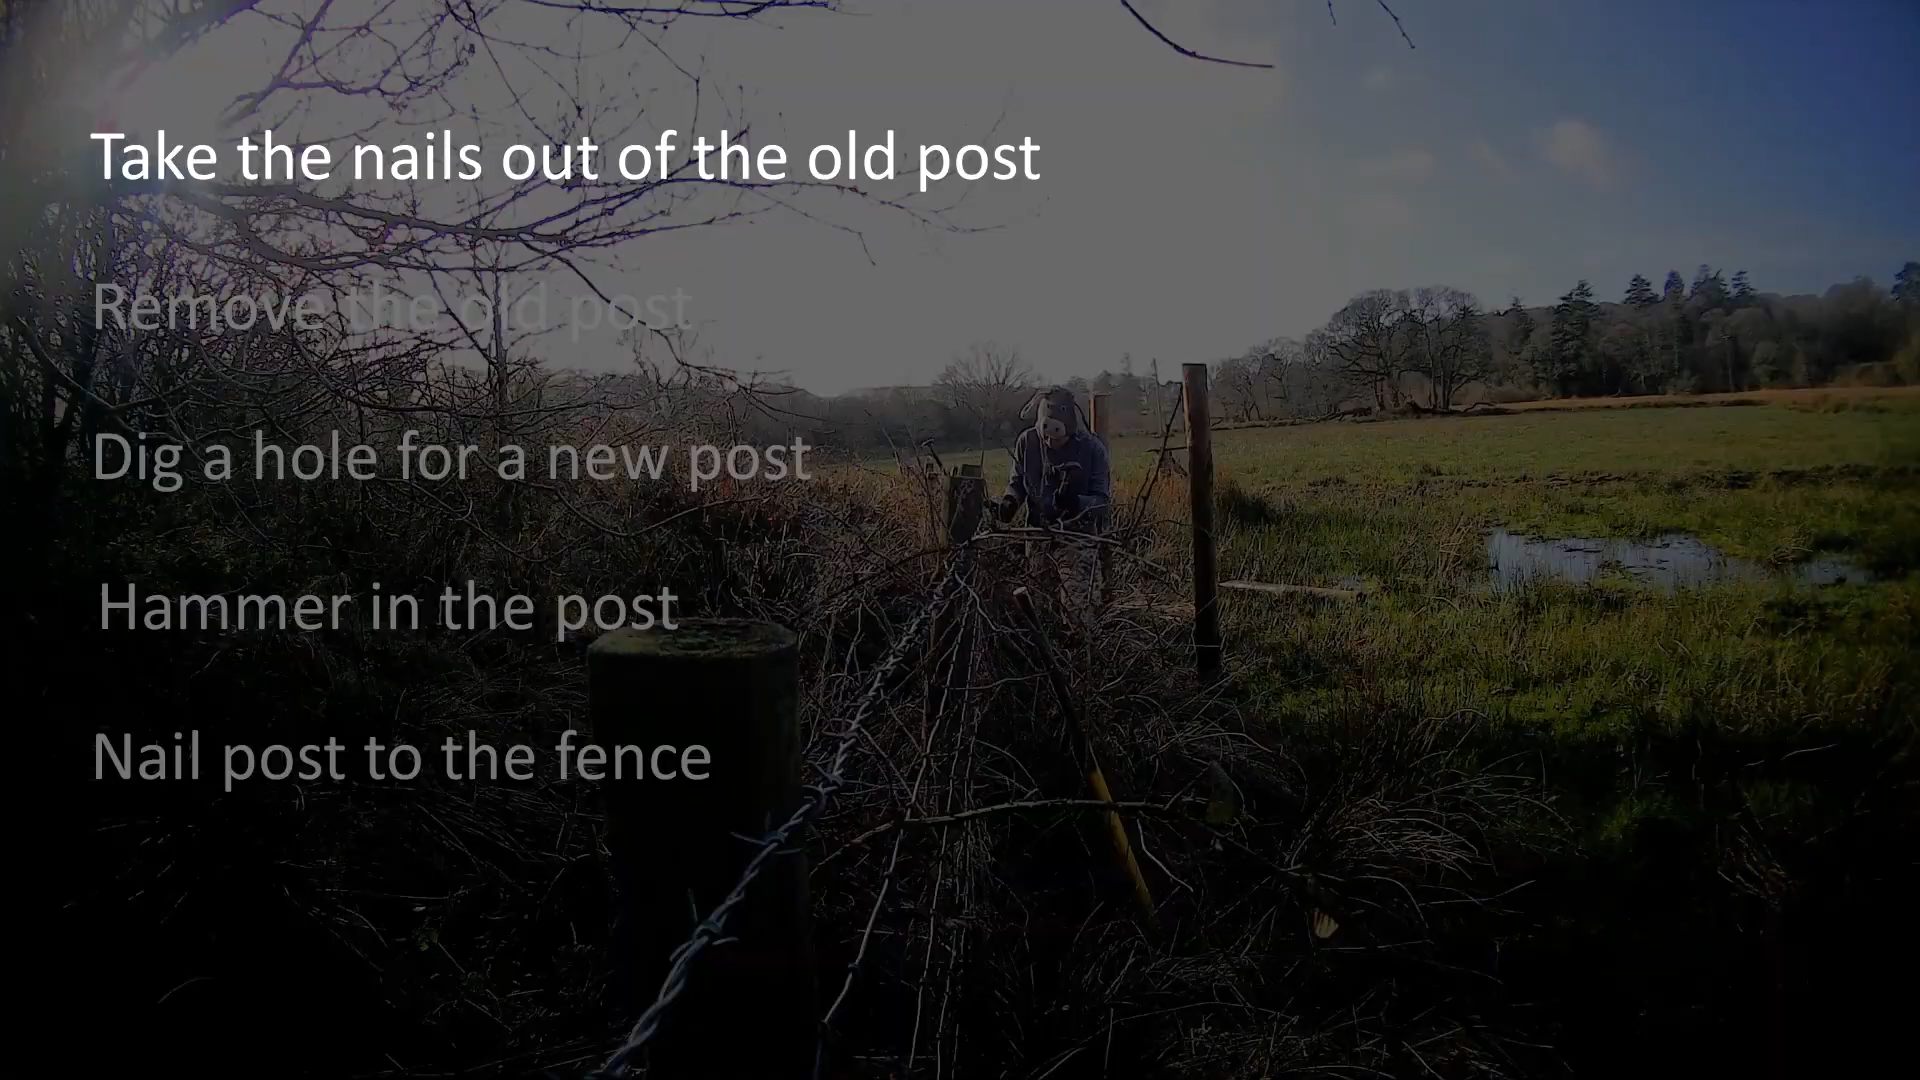 Take the nails out of the old post
Remove the old post
Dig a hole for a new post
Hammer in the post
Nail post to the fence